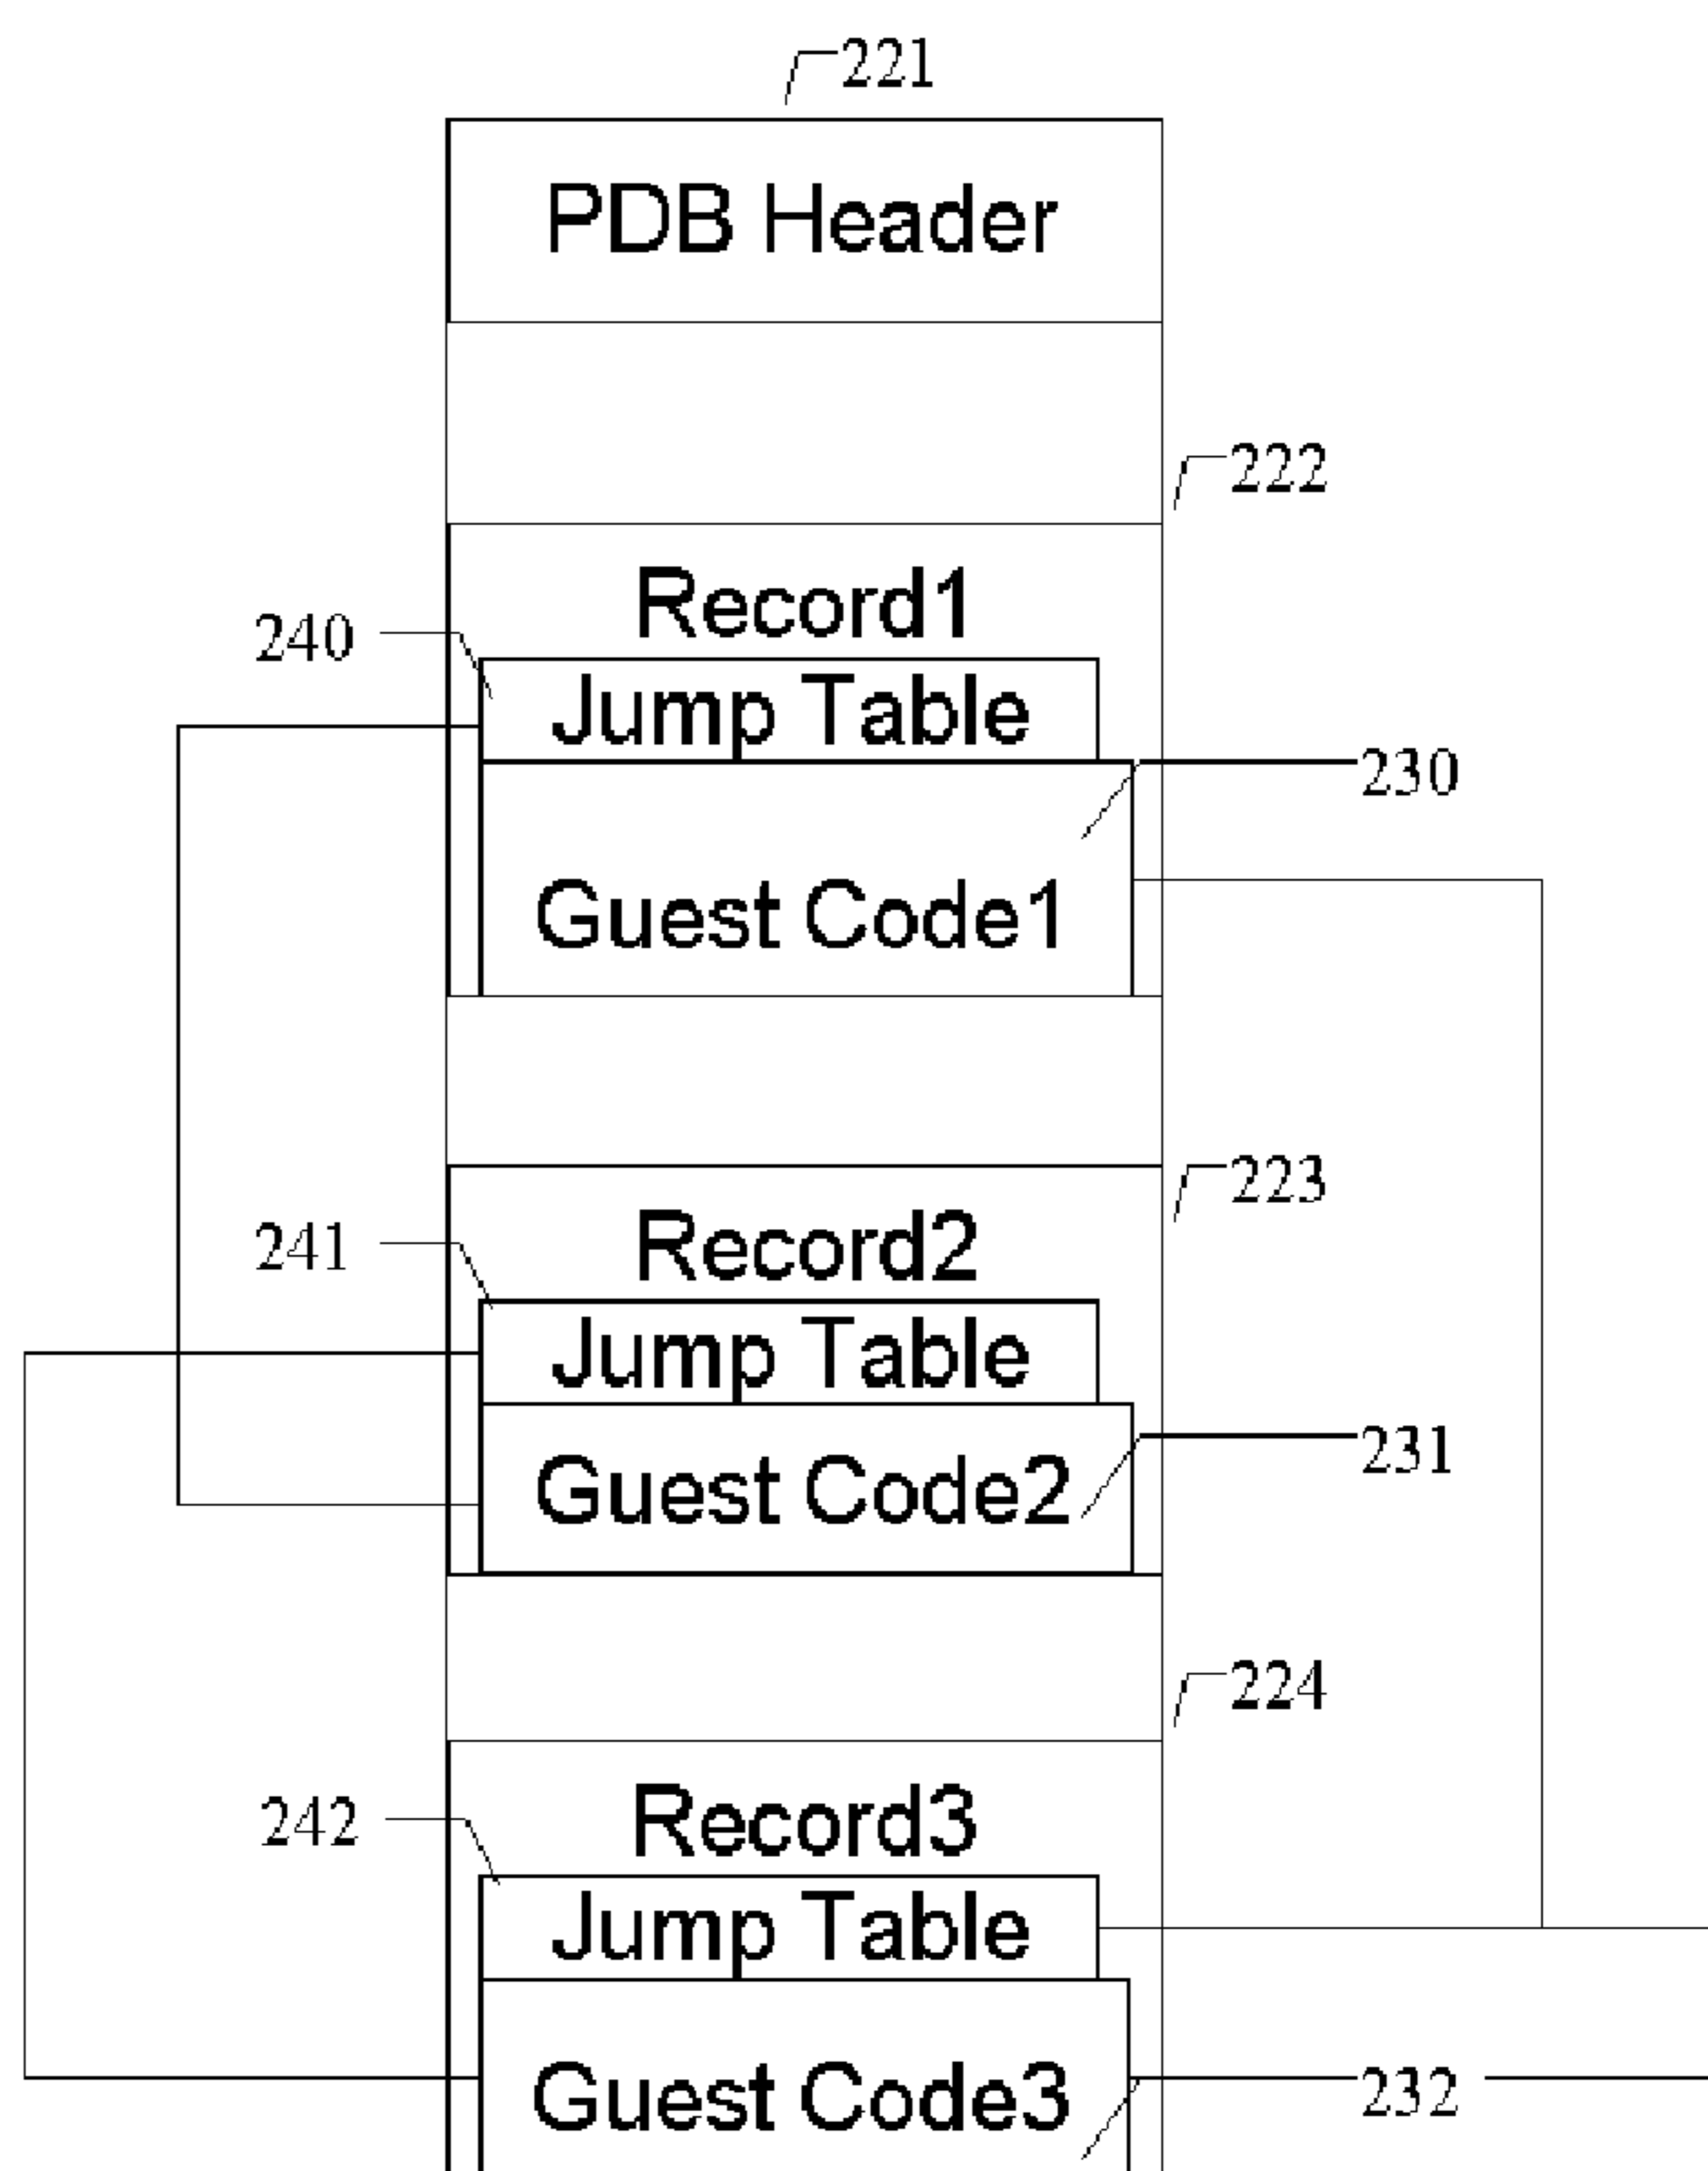 221
PDB Header
222
Record1
240
Jump Table
230
Guest Code1
223
Record2
241
Jump Table
231
Guest Code2
224
Record3
242
Jump Table
Guest Code3
232